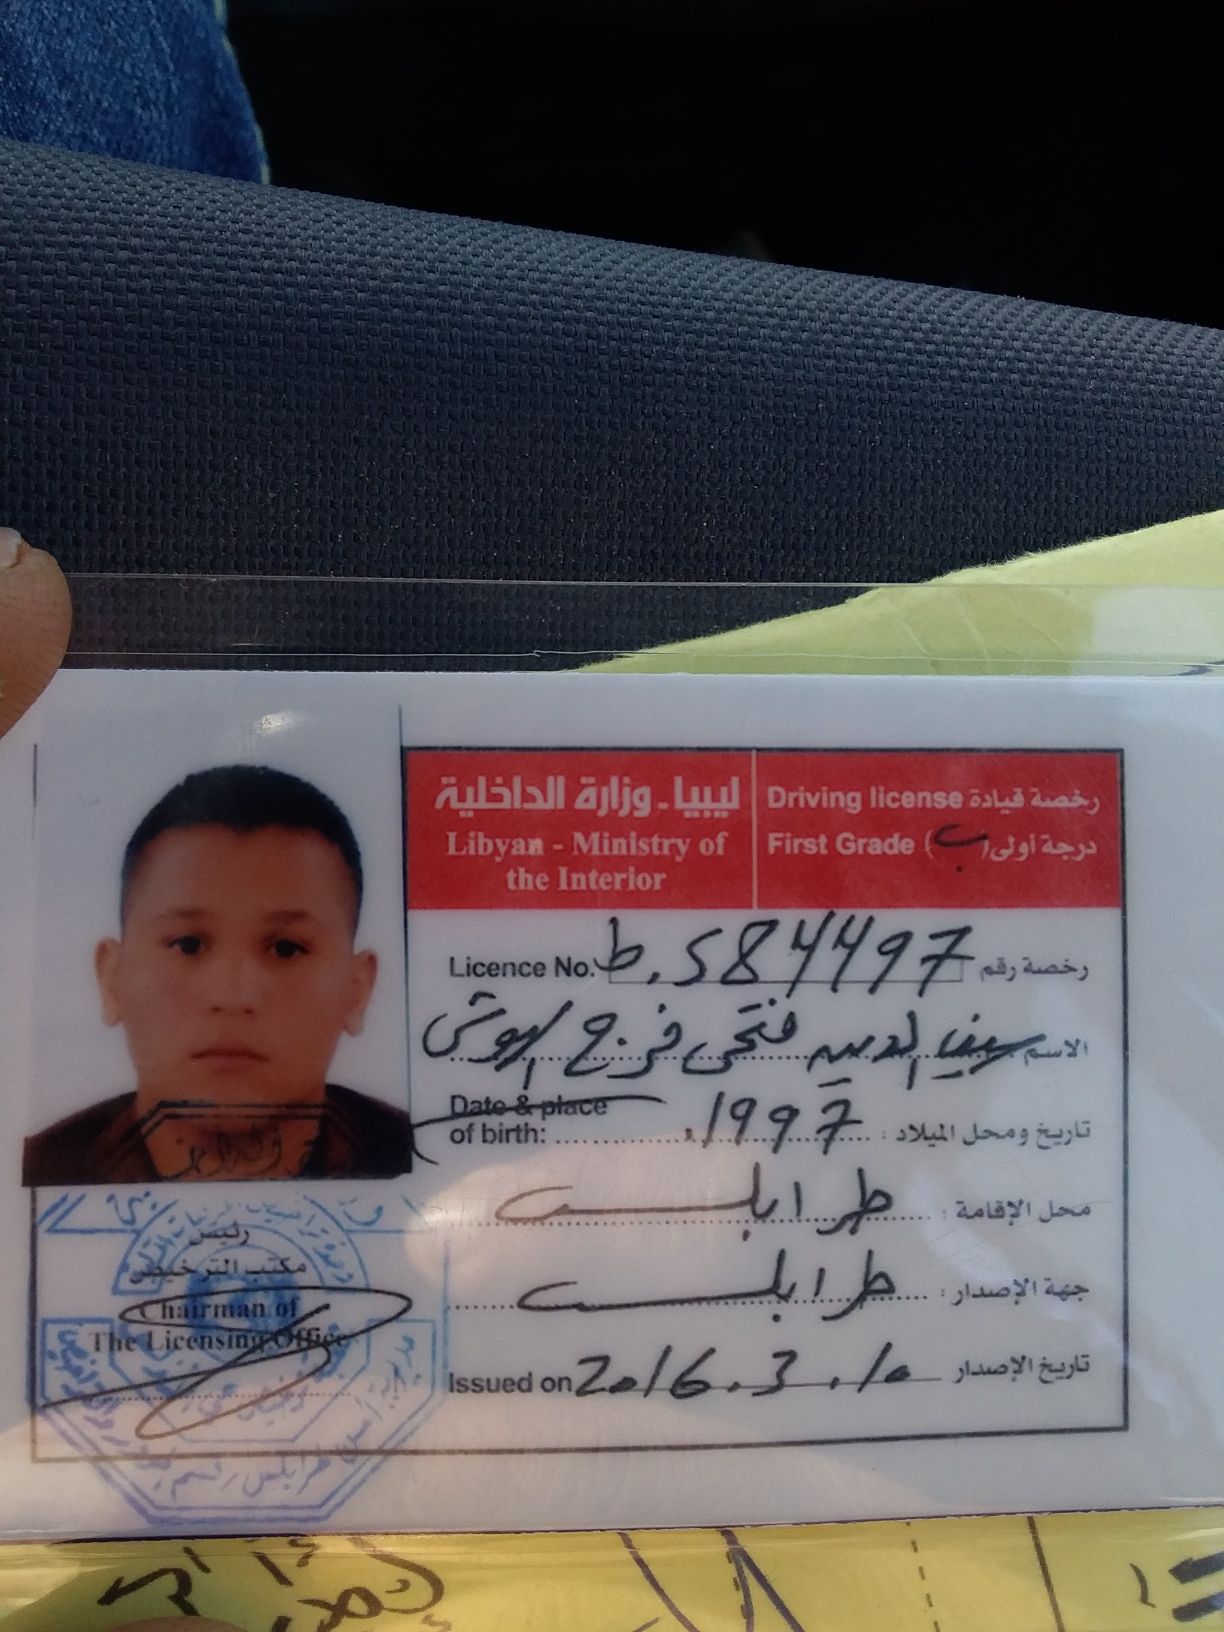 ليبيا - وزارة الداخلية
Libyan - Ministry of
the Interior
Driving license رخصة قيادة
First Grade (ب) درجة أولى
Licence No. ط.584497 رخصة رقم
الاسم سيف الدين فتحي فرج
Date & place
of birth: 1997 تاريخ ومحل الميلاد :
محل الإقامة : طرابلس
جهة الإصدار : طرابلس
Issued on 2016.3.10 تاريخ الإصدار
رئيس
مكتب الترخيص
Chairman of
The Licensing Office